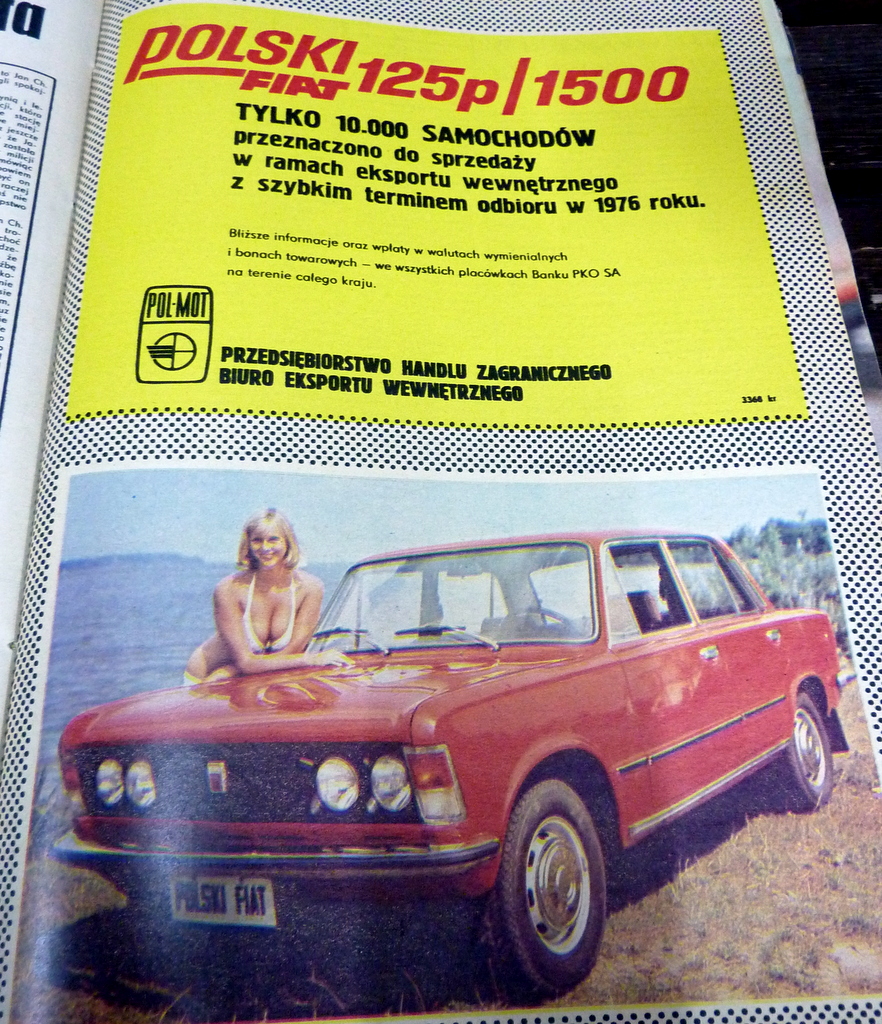 POLSKI FIAT 125p/1500
TYLKO 10.000 SAMOCHODÓW
przeznaczono do sprzedaży
w ramach eksportu wewnętrznego
z szybkim terminem odbioru w 1976 roku.
Bliższe informacje oraz wpłaty w walutach wymienialnych
i bonach towarowych – we wszystkich placówkach Banku PKO SA
na terenie całego kraju.
POL-MOT
PRZEDSIĘBIORSTWO HANDLU ZAGRANICZNEGO
BIURO EKSPORTU WEWNĘTRZNEGO
3368 kr
POLSKI FIAT